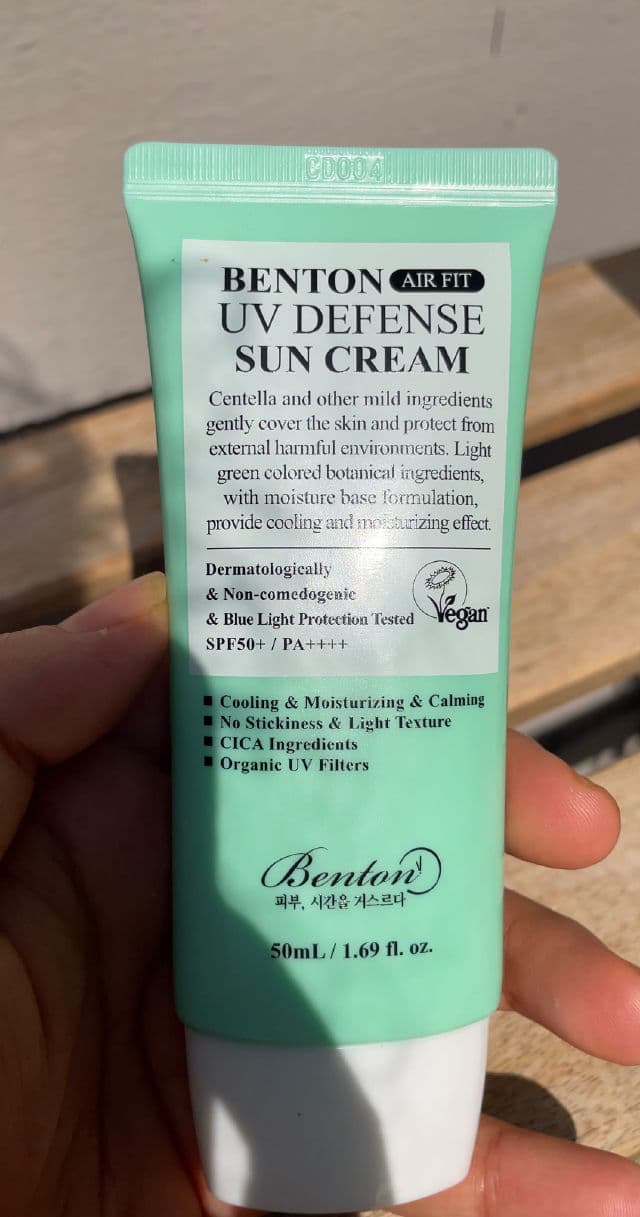 CD004
BENTON AIR FIT
UV DEFENSE
SUN CREAM
Centella and other mild ingredients
gently cover the skin and protect from
external harmful environments. Light
green colored botanical ingredients,
with moisture base formulation,
provide cooling and moisturizing effect.
Dermatologically
& Non-comedogenic
& Blue Light Protection Tested
SPF50+ / PA++++
Vegan
■ Cooling & Moisturizing & Calming
■ No Stickiness & Light Texture
■ CICA Ingredients
■ Organic UV Filters
Benton
피부, 시간을 거스르다
50mL / 1.69 fl. oz.